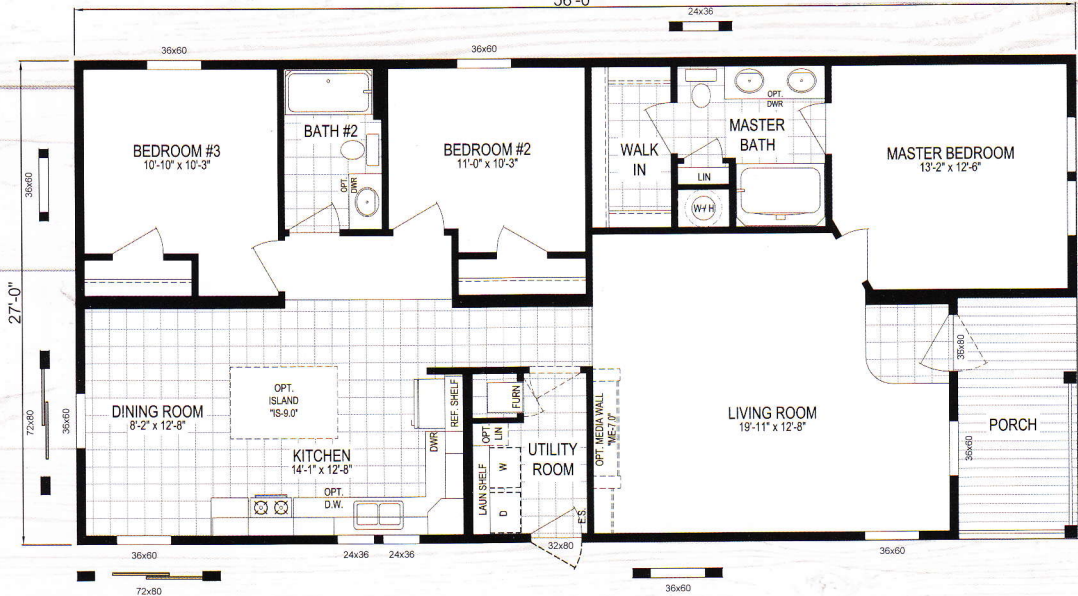 56'-0"
24x36
36x60
36x60
BATH #2
BEDROOM #3
10'-10" x 10'-3"
OPT.
DWR
BEDROOM #2
11'-0" x 10'-3"
WALK
IN
OPT.
DWR
MASTER
BATH
LIN
W/H
MASTER BEDROOM
13'-2" x 12'-6"
36x60
27'-0"
72x80
36x60
DINING ROOM
8'-2" x 12'-8"
OPT.
ISLAND
"IS-9.0"
KITCHEN
14'-1" x 12'-8"
OPT.
D.W.
DWR
REF. SHELF
FURN
OPT.
LIN
LAUN SHELF
W
D
UTILITY
ROOM
E.S.
OPT. MEDIA WALL
"ME-7.0"
LIVING ROOM
19'-11" x 12'-8"
36x80
36x60
PORCH
36x60
24x36
24x36
32x80
36x60
72x80
36x60